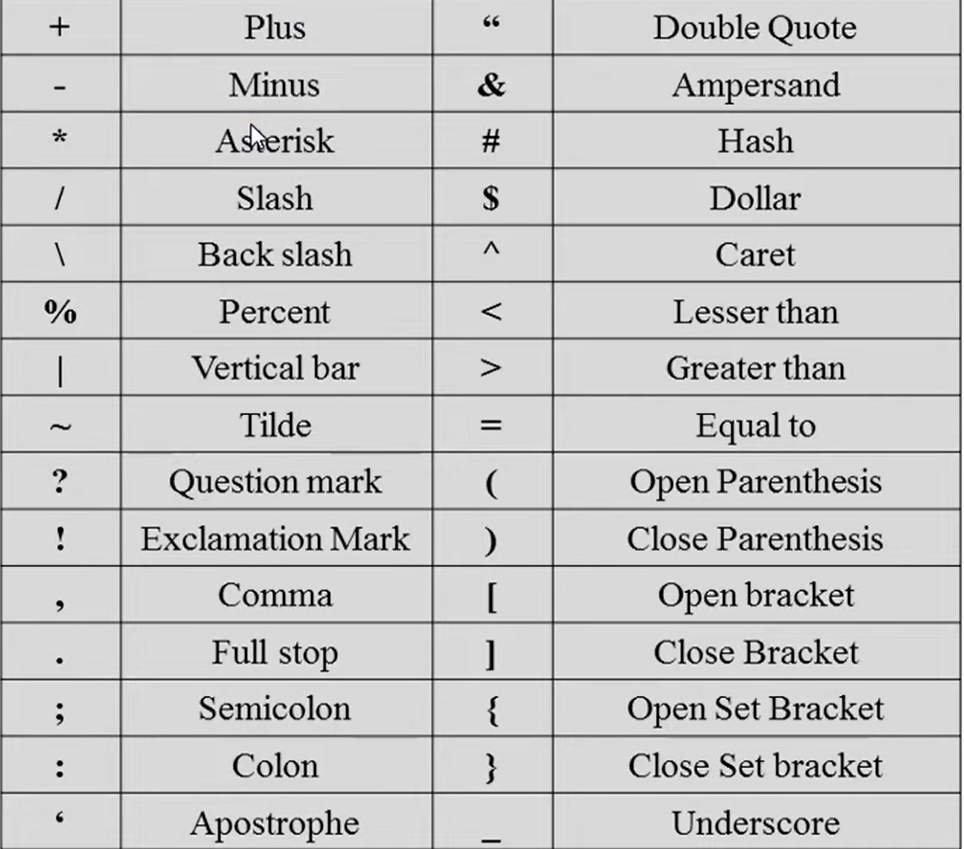 + Plus “ Double Quote
- Minus & Ampersand
* Asterisk # Hash
/ Slash $ Dollar
\ Back slash ^ Caret
% Percent < Lesser than
| Vertical bar > Greater than
~ Tilde = Equal to
? Question mark ( Open Parenthesis
! Exclamation Mark ) Close Parenthesis
, Comma [ Open bracket
. Full stop ] Close Bracket
; Semicolon { Open Set Bracket
: Colon } Close Set bracket
‘ Apostrophe _ Underscore